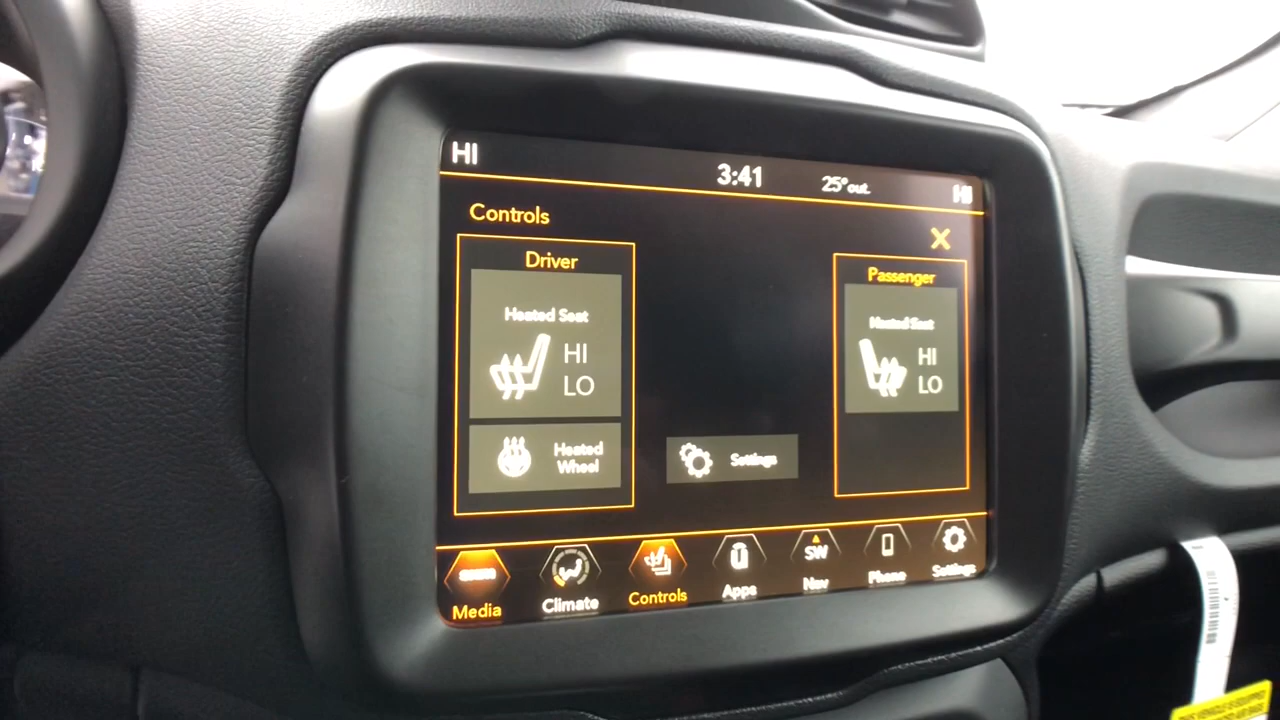 HI
3:41
25° out
HI
Controls
Driver
Heated Seat
HI
LO
Heated
Wheel
Settings
Passenger
Heated Seat
HI
LO
Media
Climate
Controls
Apps
SW
Nav
Phone
Settings